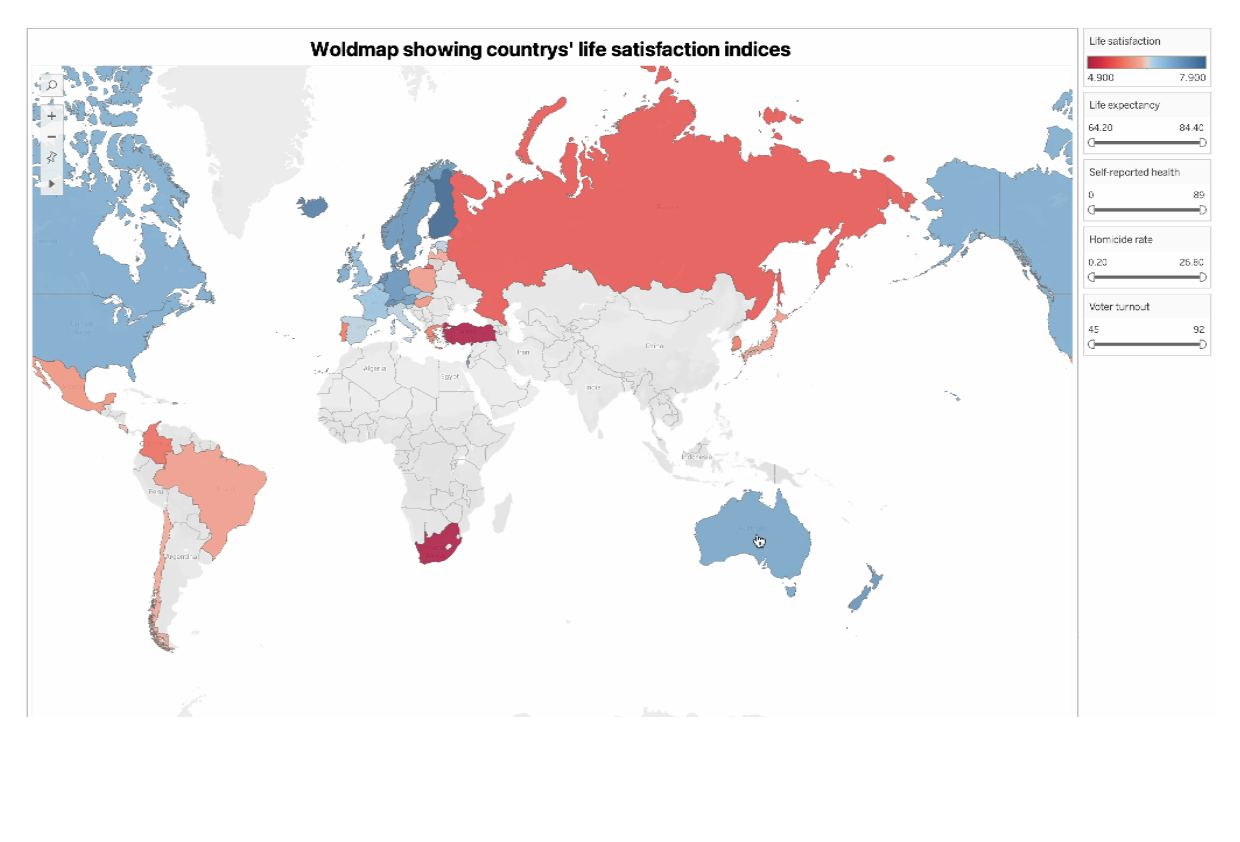 Woldmap showing countrys' life satisfaction indices
Life satisfaction
4.900 7.900
Life expectancy
64.20 84.40
Self-reported health
0 89
Homicide rate
0.20 26.80
Voter turnout
45 92
Algeria
Egypt
Iran
China
India
Indonesia
Peru
Argentina